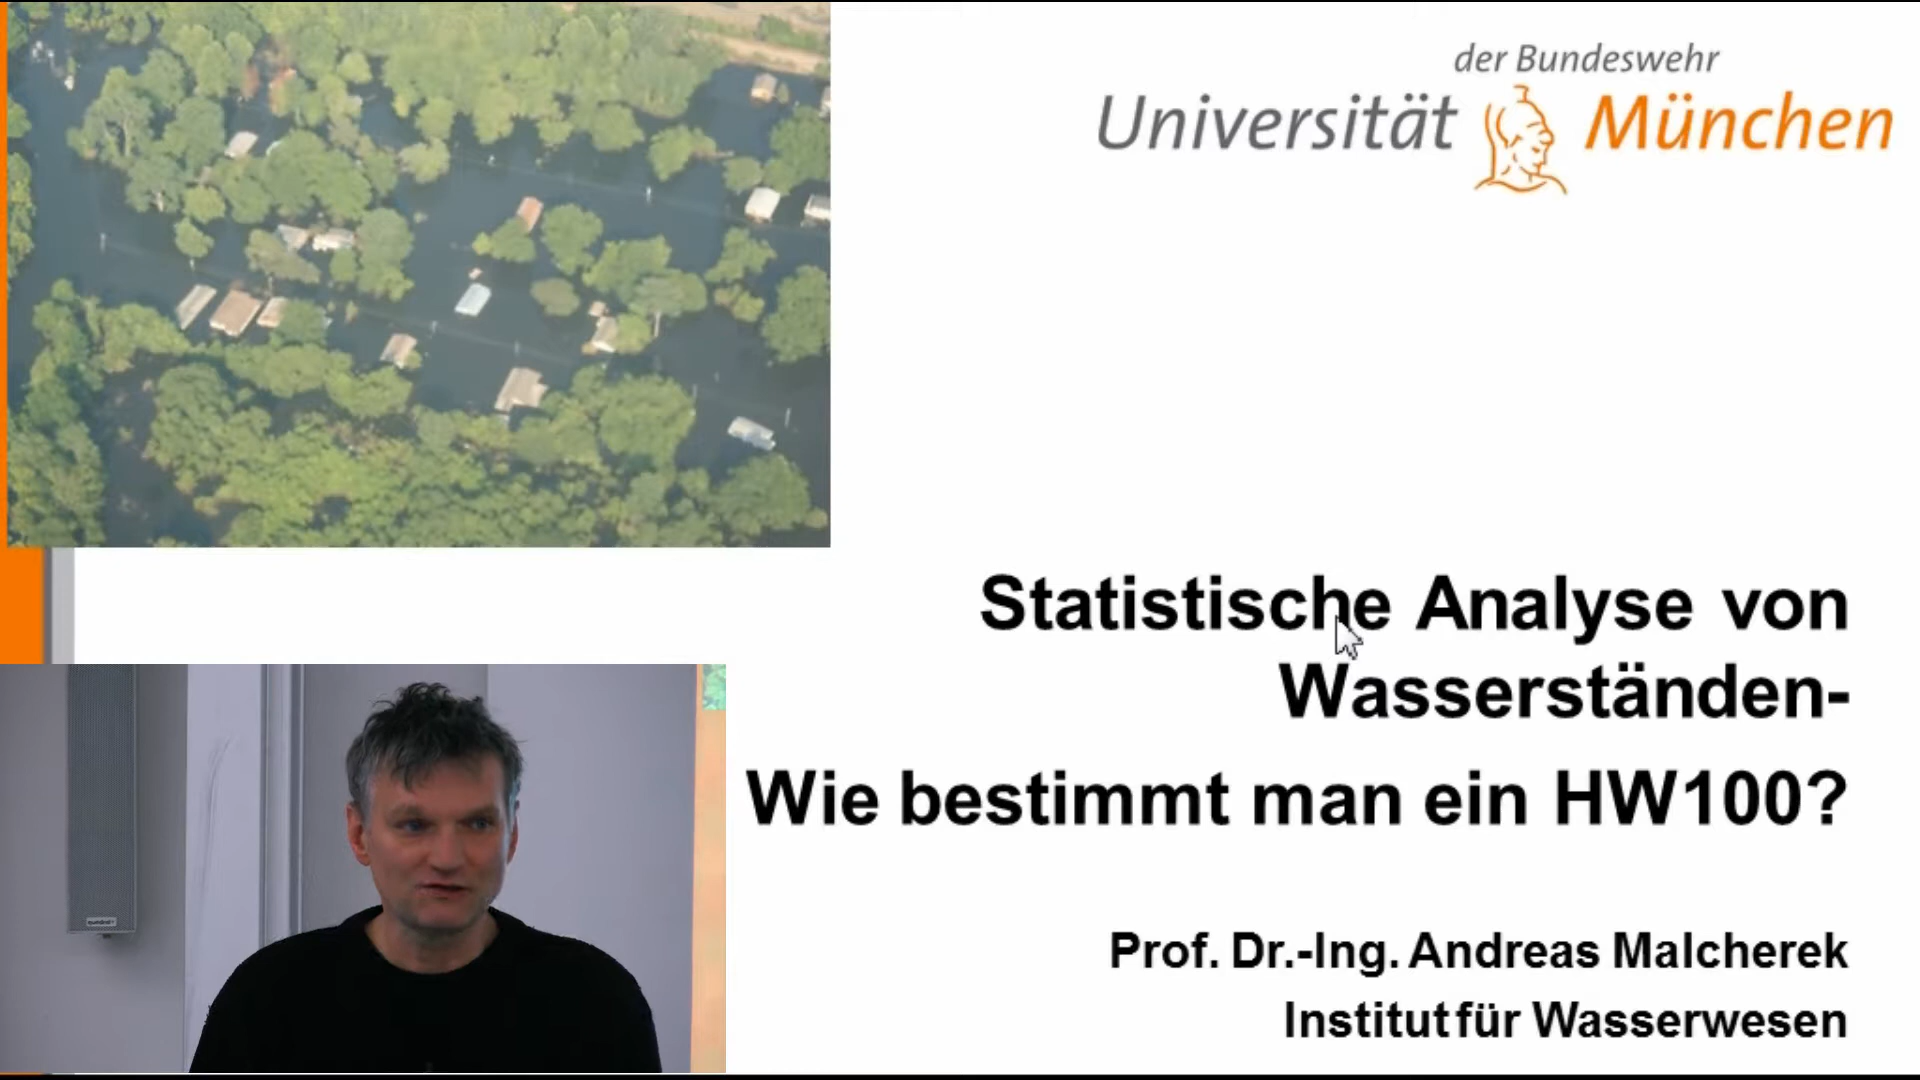 der Bundeswehr
Universität München
Statistische Analyse von
Wasserständen-
Wie bestimmt man ein HW100?
Prof. Dr.-Ing. Andreas Malcherek
Institut für Wasserwesen